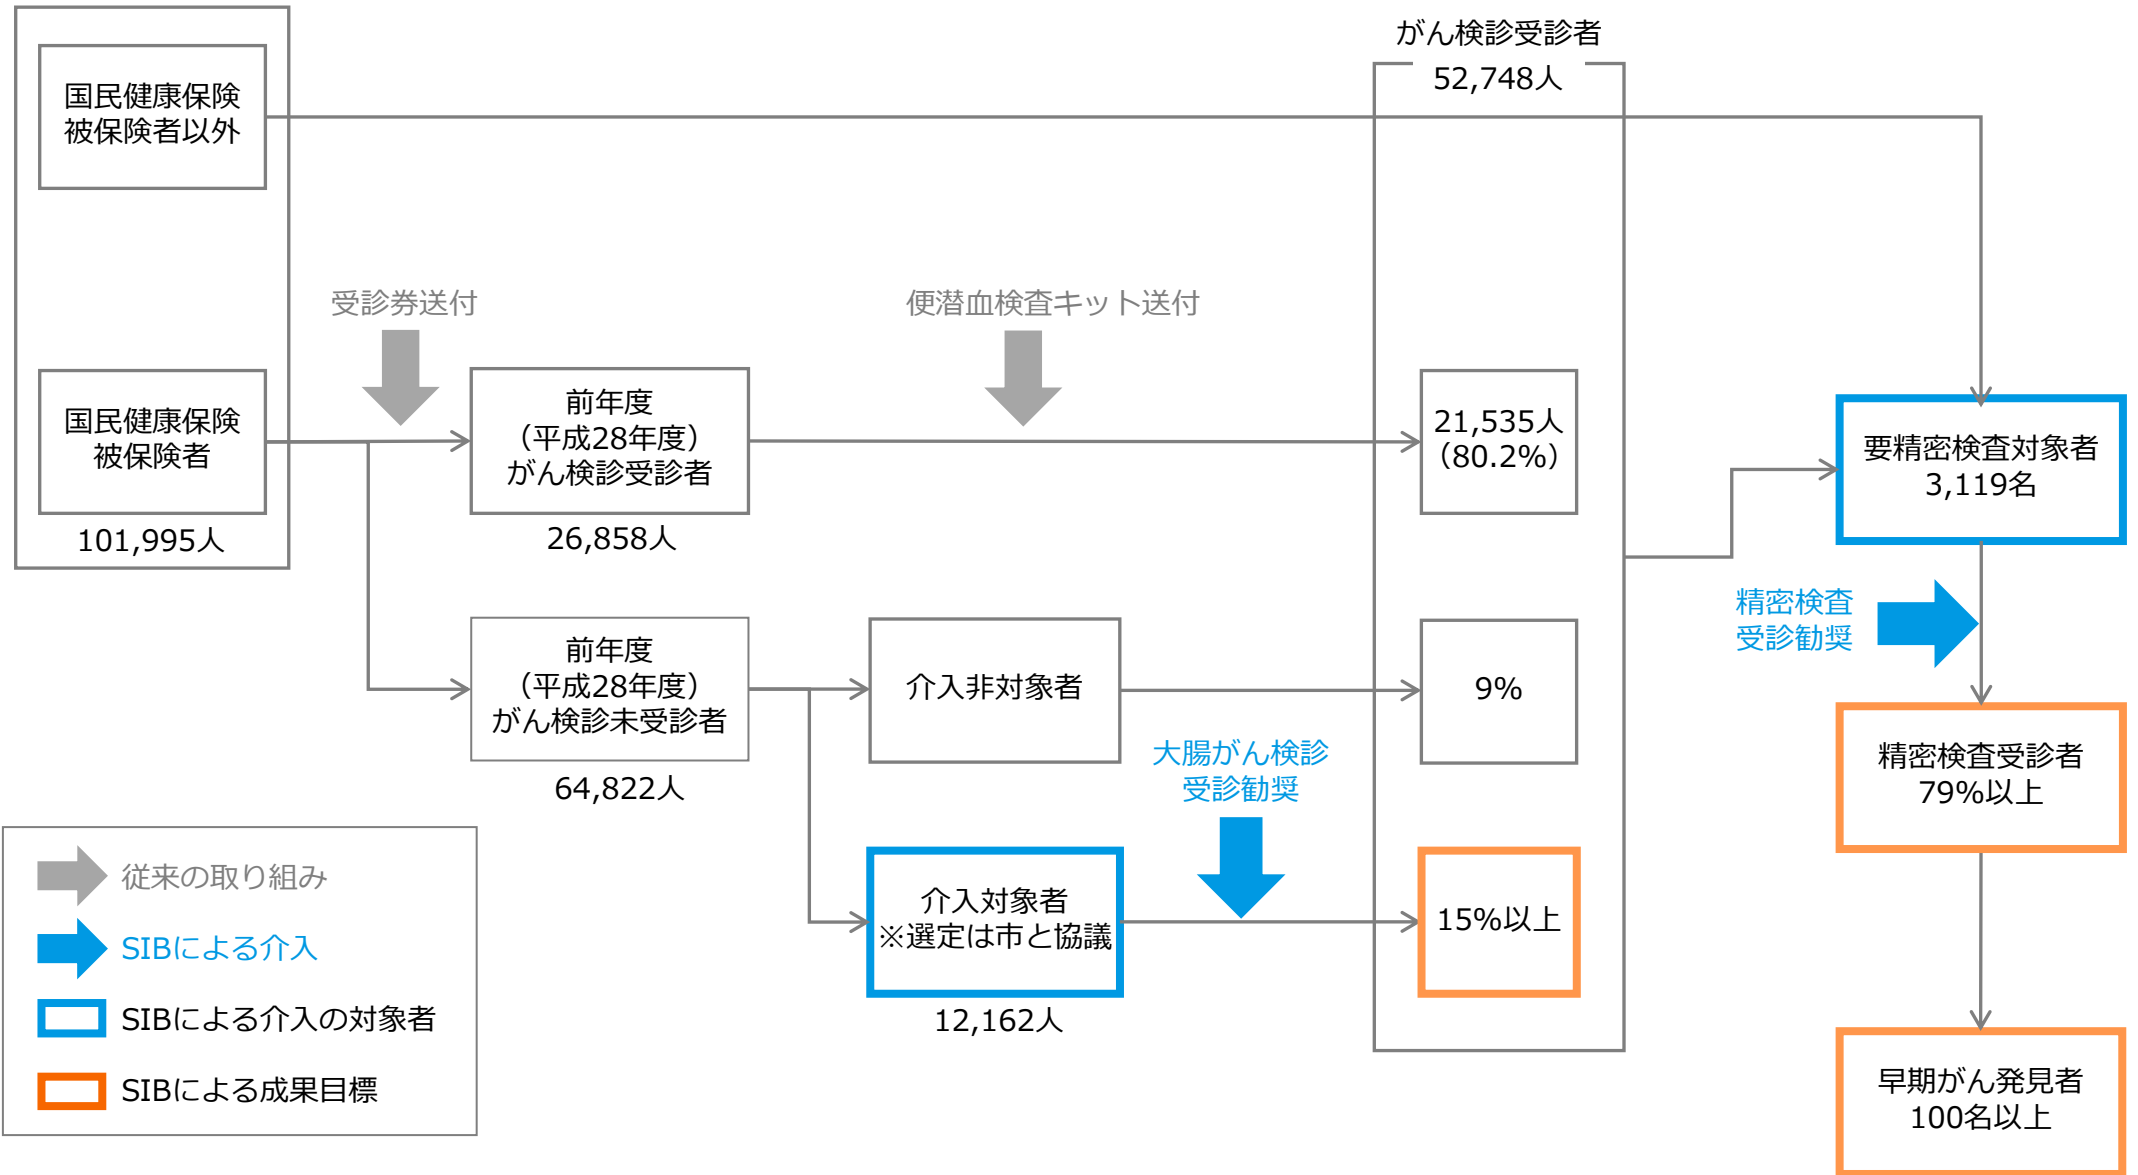 がん検診受診者
52,748人
国民健康保険
被保険者以外
受診券送付
便潜血検査キット送付
国民健康保険
被保険者
101,995人
前年度
（平成28年度）
がん検診受診者
26,858人
21,535人
（80.2%）
要精密検査対象者
3,119名
前年度
（平成28年度）
がん検診未受診者
64,822人
介入非対象者
9%
精密検査
受診勧奨
大腸がん検診
受診勧奨
精密検査受診者
79%以上
介入対象者
※選定は市と協議
12,162人
15%以上
早期がん発見者
100名以上
従来の取り組み
SIBによる介入
SIBによる介入の対象者
SIBによる成果目標